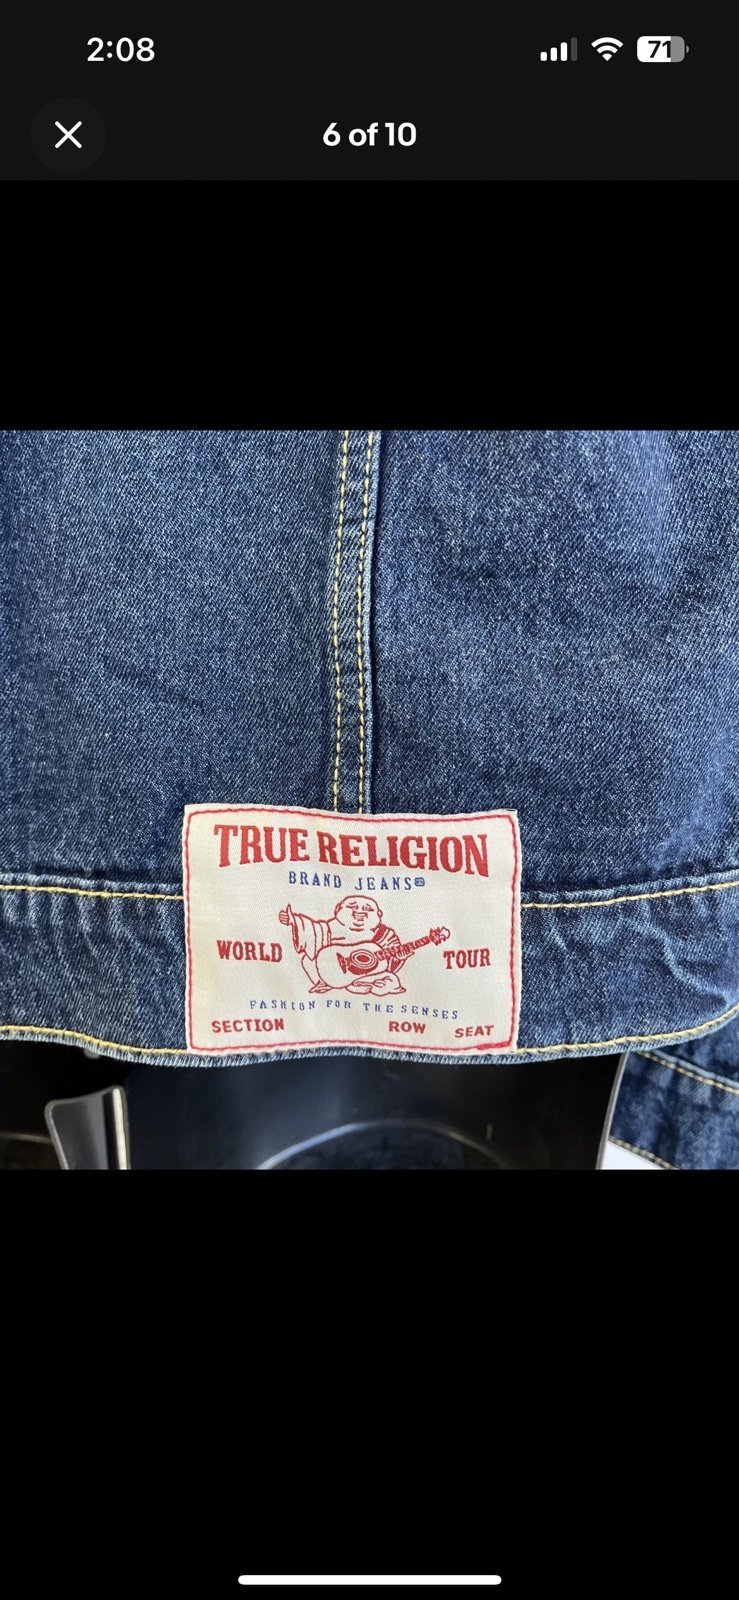 2:08
71
6 of 10
TRUE RELIGION
BRAND JEANS®
WORLD TOUR
FASHION FOR THE SENSES
SECTION ROW SEAT